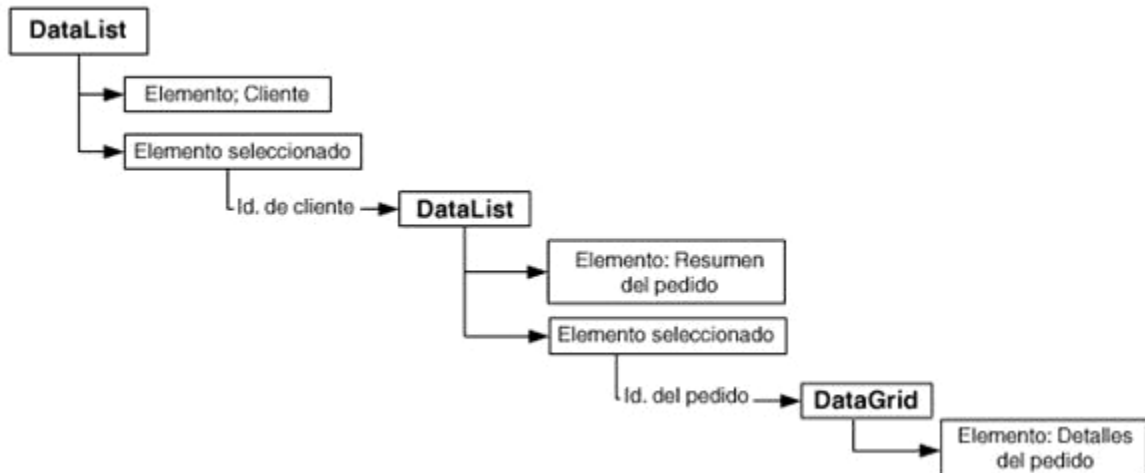 DataList
Elemento; Cliente
Elemento seleccionado
Id. de cliente
DataList
Elemento: Resumen
del pedido
Elemento seleccionado
Id. del pedido
DataGrid
Elemento: Detalles
del pedido